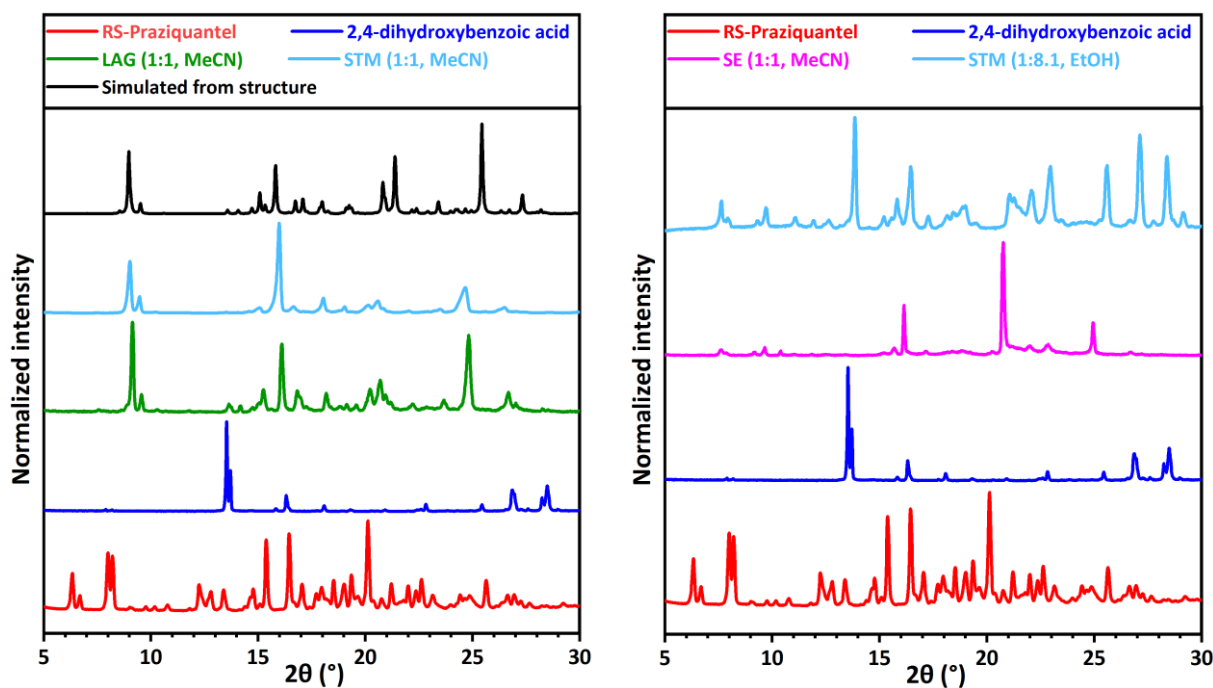 RS-Praziquantel 2,4-dihydroxybenzoic acid
LAG (1:1, MeCN) STM (1:1, MeCN)
Simulated from structure
Normalized intensity
5 10 15 20 25 30
2θ (°)
RS-Praziquantel 2,4-dihydroxybenzoic acid
SE (1:1, MeCN) STM (1:8.1, EtOH)
Normalized intensity
5 10 15 20 25 30
2θ (°)